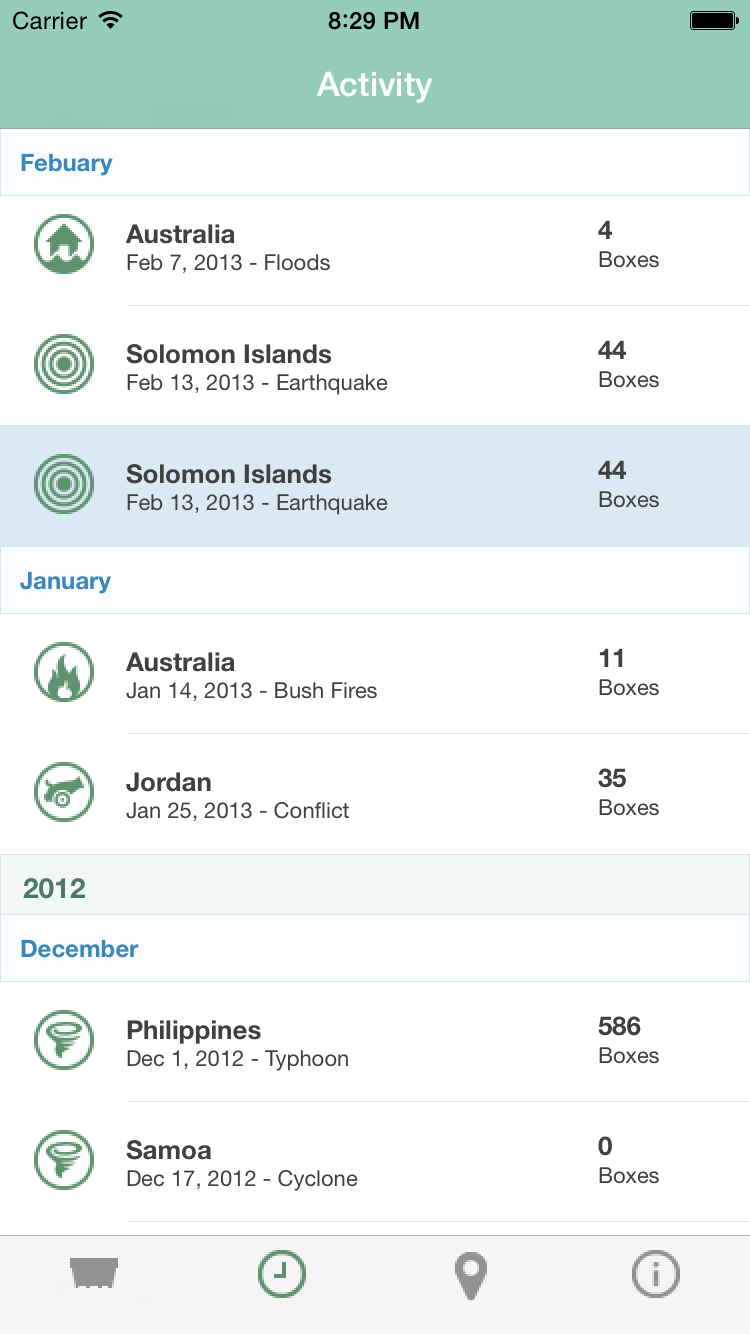 Carrier 8:29 PM
Activity
Febuary
Australia 4
Feb 7, 2013 - Floods Boxes
Solomon Islands 44
Feb 13, 2013 - Earthquake Boxes
Solomon Islands 44
Feb 13, 2013 - Earthquake Boxes
January
Australia 11
Jan 14, 2013 - Bush Fires Boxes
Jordan 35
Jan 25, 2013 - Conflict Boxes
2012
December
Philippines 586
Dec 1, 2012 - Typhoon Boxes
Samoa 0
Dec 17, 2012 - Cyclone Boxes